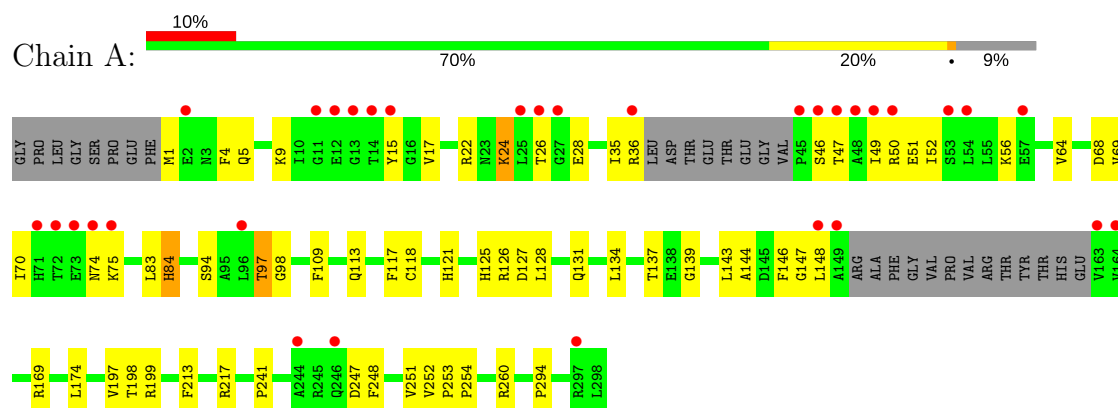 10%
Chain A:
70% 20% • 9%
GLY PRO LEU GLY SER PRO GLU PHE M1 E2 N3 F4 Q5 K9 I10 G11 E12 G13 T14 Y15 G16 V17 R22 N23 K24 L25 T26 G27 E28 I35 R36 LEU ASP THR GLU THR GLU GLY VAL P45 S46 T47 A48 I49 R50 E51 I52 S53 L54 L55 K56 E57 V64 D68 V69
I70 H71 T72 E73 N74 K75 L83 H84 S94 A95 L96 T97 G98 F109 Q113 F117 C118 H121 H125 R126 D127 L128 Q131 L134 T137 E138 G139 L143 A144 D145 F146 G147 L148 A149 ARG ALA PHE GLY VAL PRO VAL ARG THR TYR THR HIS GLU V163 V164
R169 L174 V197 T198 R199 F213 R217 P241 A244 R245 Q246 D247 F248 V251 V252 P253 P254 R260 P294 R297 L298